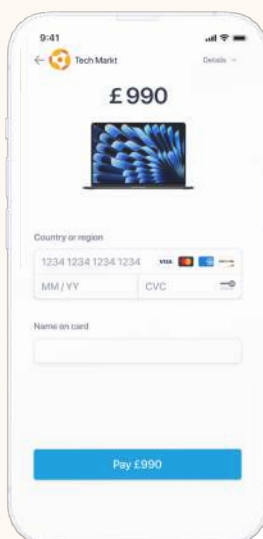 9:41
Tech Markt
Details
£990
Country or region
1234 1234 1234 1234 VISA
MM / YY CVC
Name on card
Pay £990